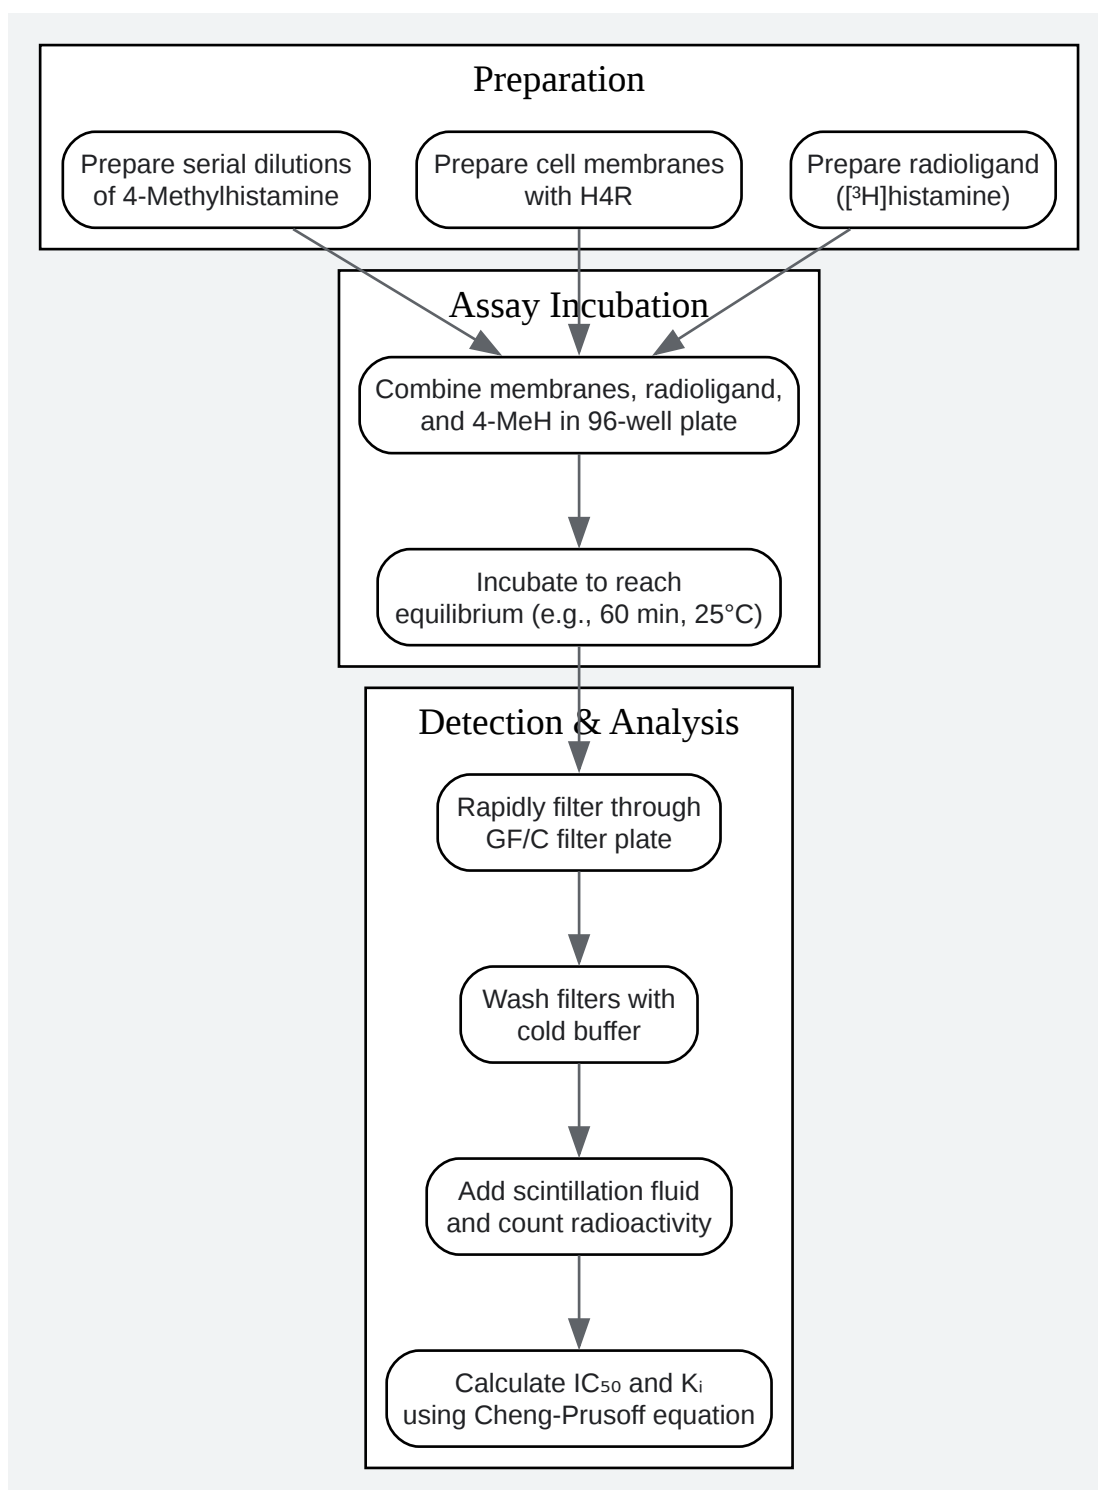 Preparation
Prepare serial dilutions
of 4-Methylhistamine
Prepare cell membranes
with H4R
Prepare radioligand
([³H]histamine)
Assay Incubation
Combine membranes, radioligand,
and 4-MeH in 96-well plate
Incubate to reach
equilibrium (e.g., 60 min, 25°C)
Detection & Analysis
Rapidly filter through
GF/C filter plate
Wash filters with
cold buffer
Add scintillation fluid
and count radioactivity
Calculate IC₅₀ and Kᵢ
using Cheng-Prusoff equation